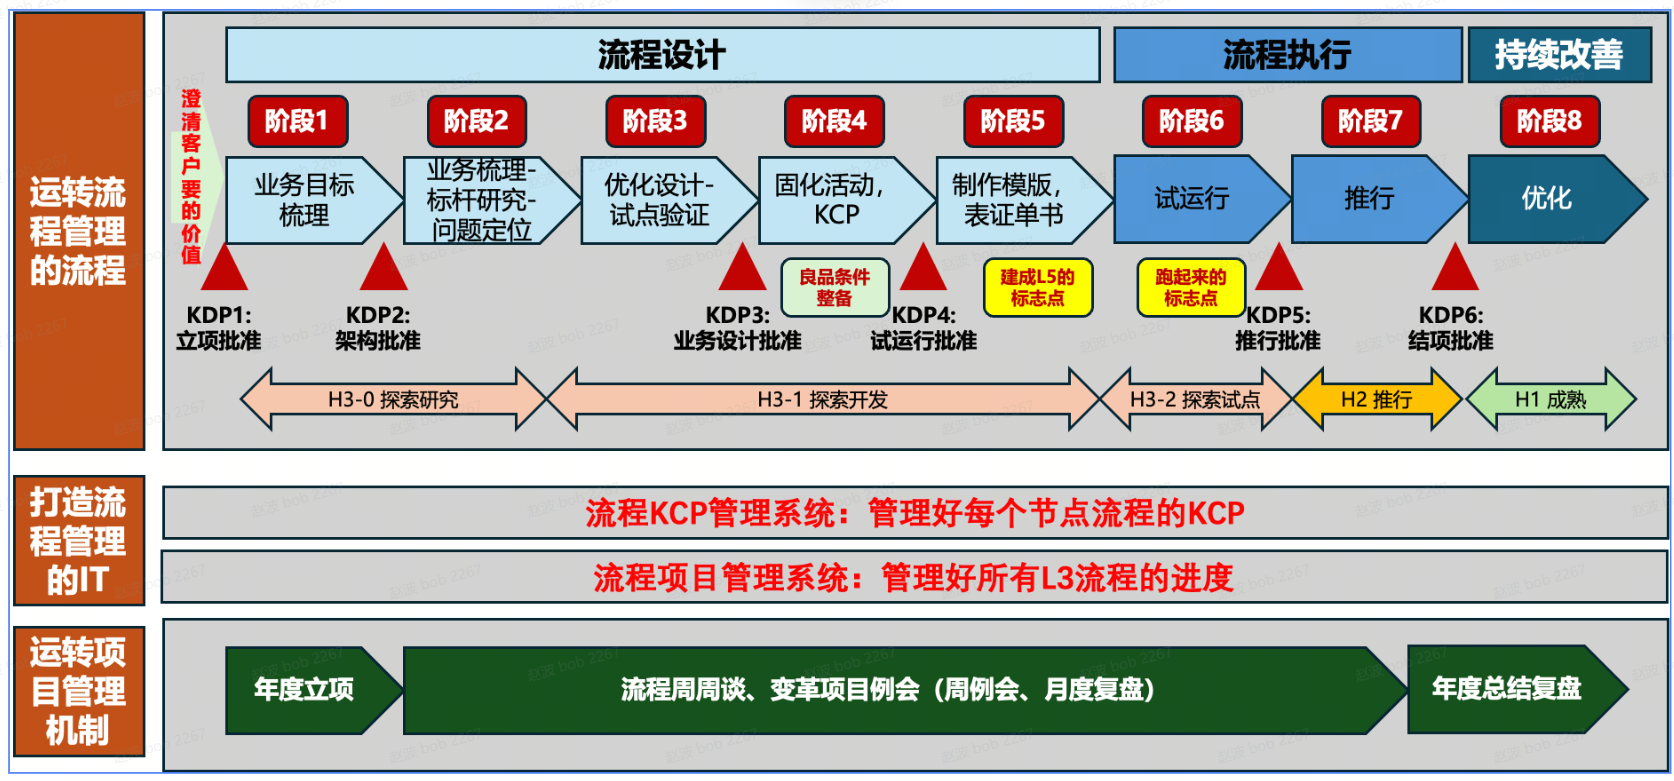 运转流
程管理
的流程
流程设计
流程执行
持续改善
澄清客户要的价值
阶段1
阶段2
阶段3
阶段4
阶段5
阶段6
阶段7
阶段8
业务目标
梳理
业务梳理-
标杆研究-
问题定位
优化设计-
试点验证
固化活动，
KCP
制作模版，
表证单书
试运行
推行
优化
良品条件
整备
建成L5的
标志点
跑起来的
标志点
KDP1:
立项批准
KDP2:
架构批准
KDP3:
业务设计批准
KDP4:
试运行批准
KDP5:
推行批准
KDP6:
结项批准
H3-0 探索研究
H3-1 探索开发
H3-2 探索试点
H2 推行
H1 成熟
打造流
程管理
的IT
流程KCP管理系统：管理好每个节点流程的KCP
流程项目管理系统：管理好所有L3流程的进度
运转项
目管理
机制
年度立项
流程周周谈、变革项目例会（周例会、月度复盘）
年度总结复盘
赵波 bob 2267